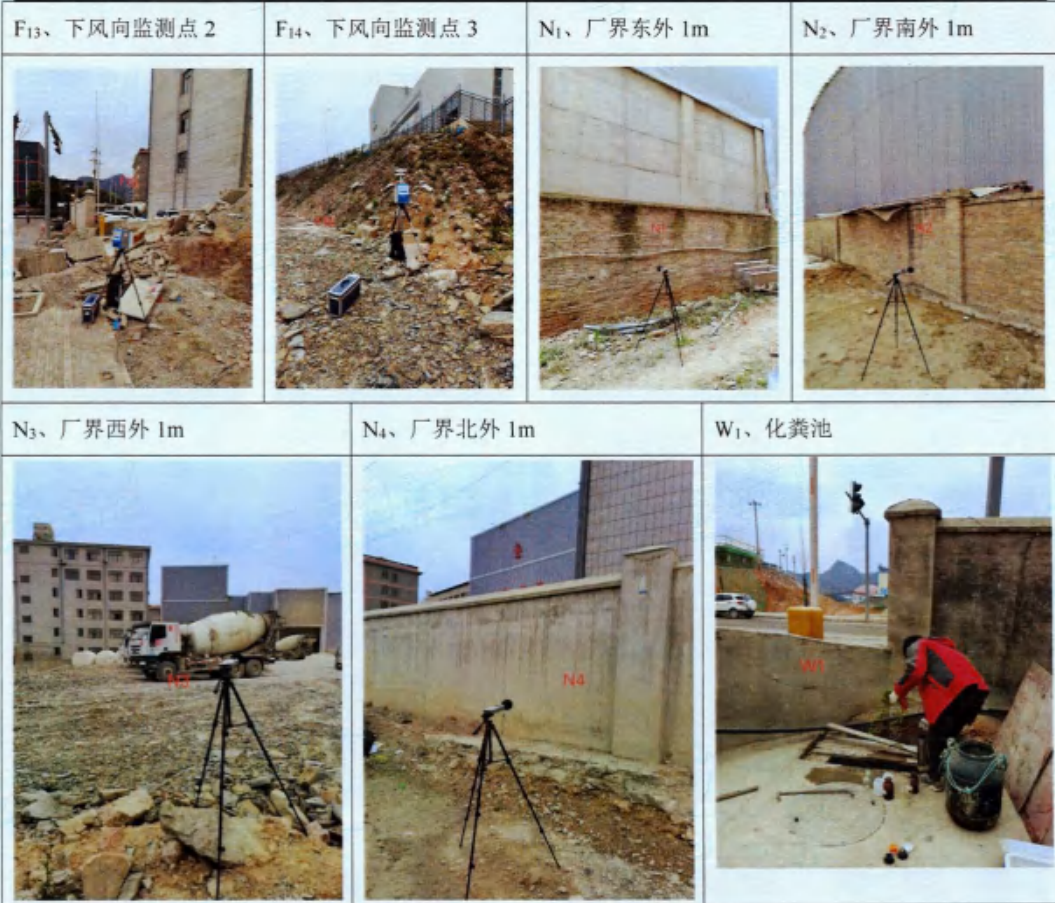 F₁₃、下风向监测点 2
F₁₄、下风向监测点 3
N₁、厂界东外 1m
N₂、厂界南外 1m
N1
N2
N₃、厂界西外 1m
N₄、厂界北外 1m
W₁、化粪池
N3
N4
W1